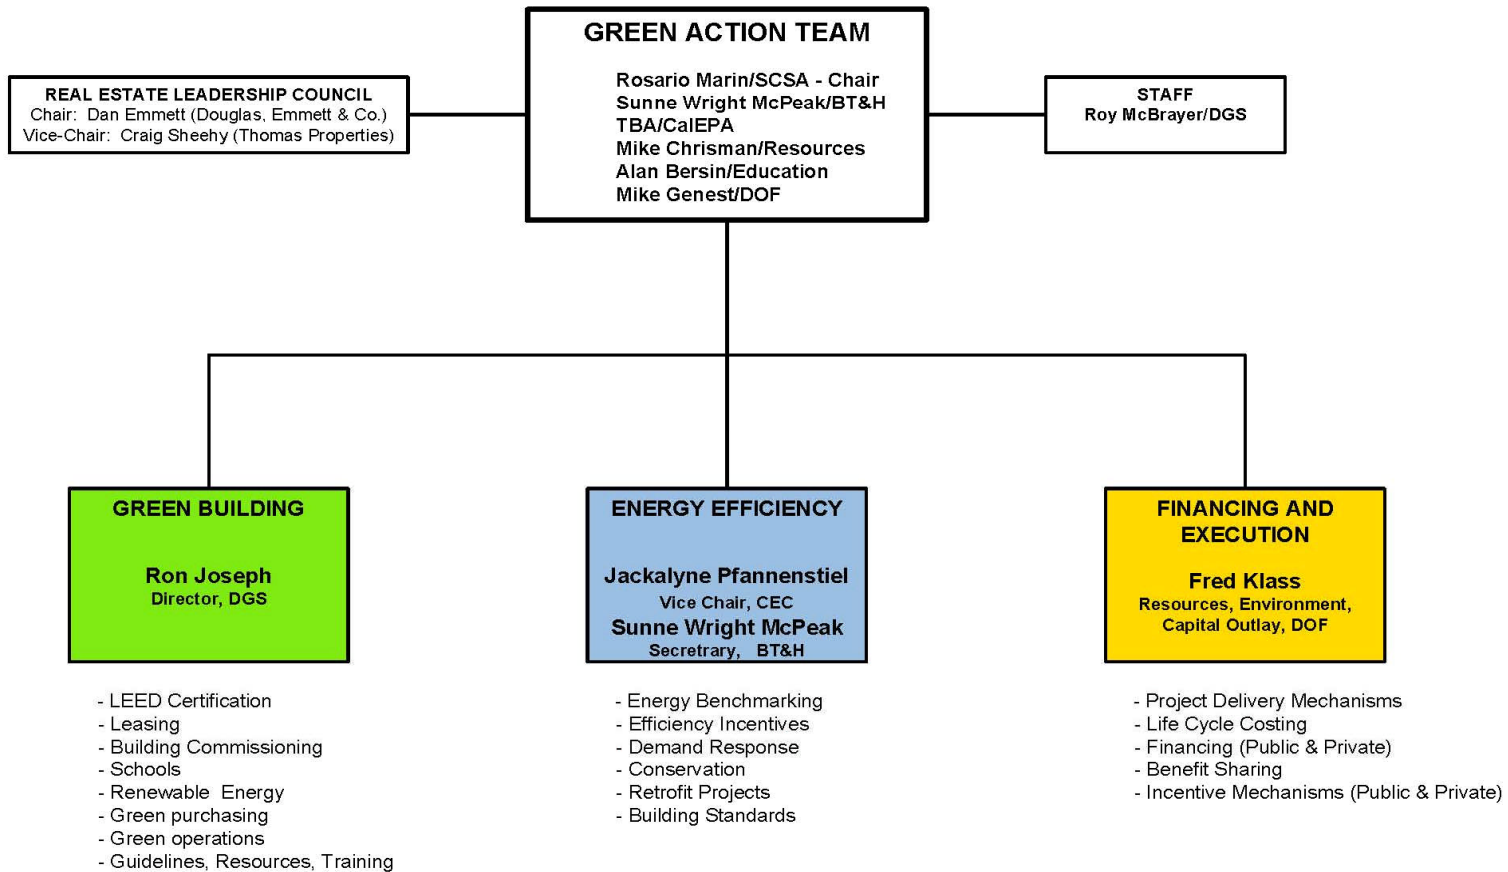 GREEN ACTION TEAM
Rosario Marin/SCSA - Chair
Sunne Wright McPeak/BT&H
TBA/CalEPA
Mike Chrisman/Resources
Alan Bersin/Education
Mike Genest/DOF
REAL ESTATE LEADERSHIP COUNCIL
Chair:  Dan Emmett (Douglas, Emmett & Co.)
Vice-Chair:  Craig Sheehy (Thomas Properties)
STAFF
Roy McBrayer/DGS
GREEN BUILDING
Ron Joseph
Director, DGS
- LEED Certification
- Leasing
- Building Commissioning
- Schools
- Renewable  Energy
- Green purchasing
- Green operations
- Guidelines, Resources, Training
ENERGY EFFICIENCY
Jackalyne Pfannenstiel
Vice Chair, CEC
Sunne Wright McPeak
Secretrary,   BT&H
- Energy Benchmarking
- Efficiency Incentives
- Demand Response
- Conservation
- Retrofit Projects
- Building Standards
FINANCING AND
EXECUTION
Fred Klass
Resources, Environment,
Capital Outlay, DOF
- Project Delivery Mechanisms
- Life Cycle Costing
- Financing (Public & Private)
- Benefit Sharing
- Incentive Mechanisms (Public & Private)